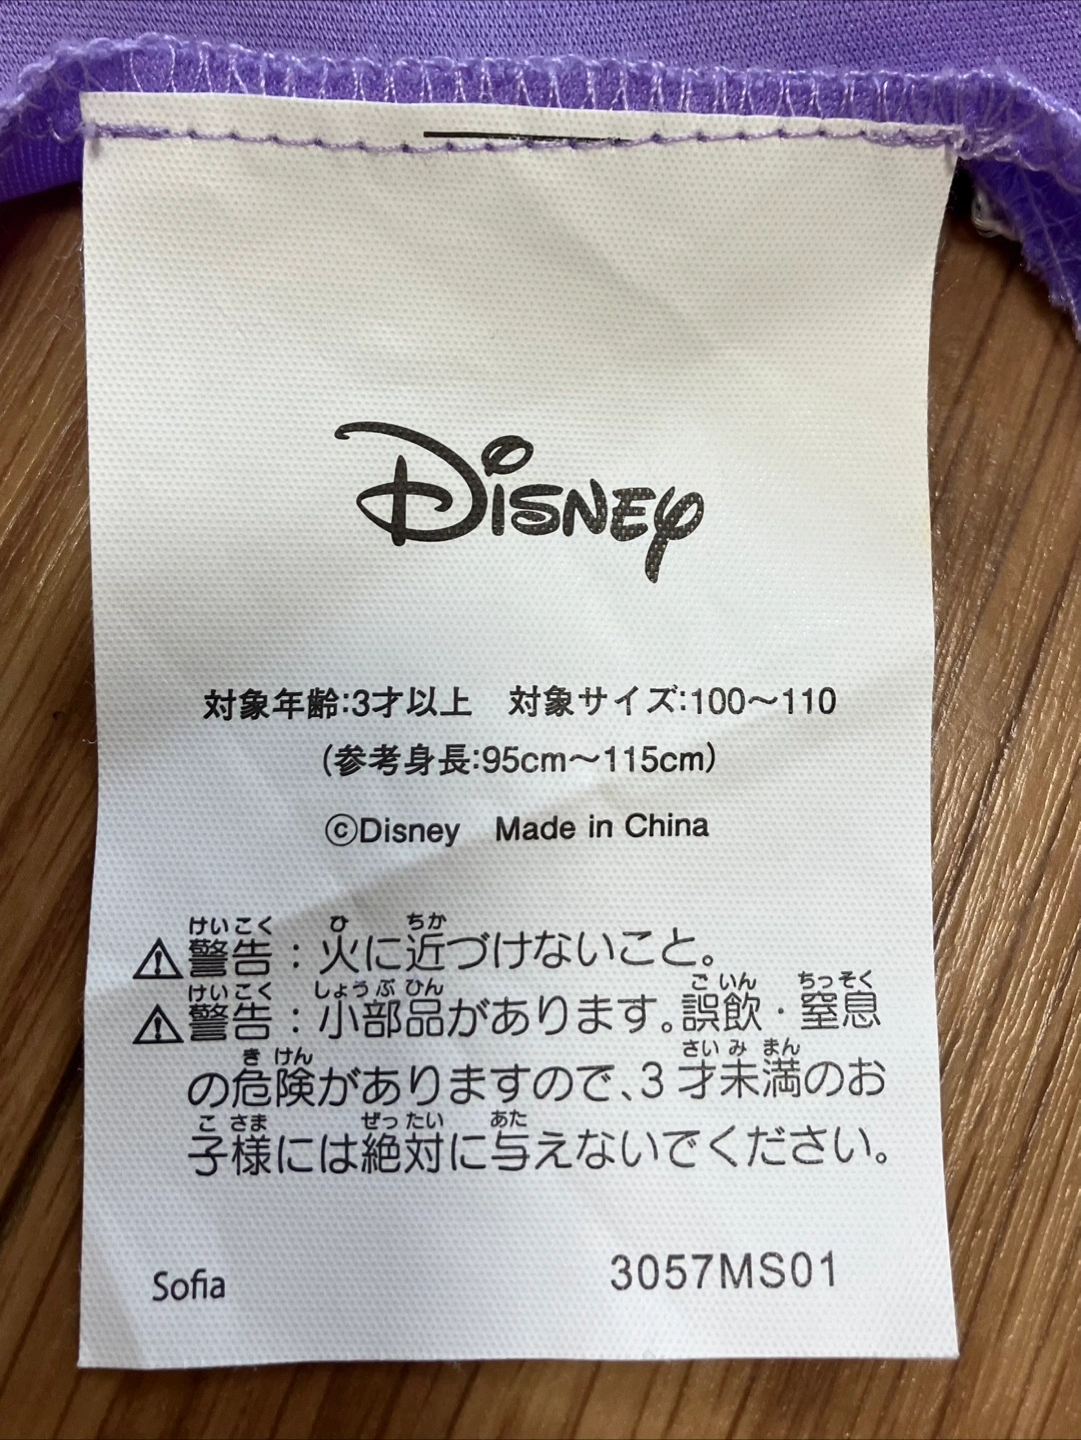 Disney
対象年齢:3才以上　対象サイズ:100～110
(参考身長:95cm～115cm)
©Disney　Made in China
けいこく ひ ちか
⚠警告：火に近づけないこと。
けいこく しょうぶひん ごいん ちっそく
⚠警告：小部品があります。誤飲・窒息
きけん さいみまん
の危険がありますので、3才未満のお
こさま ぜったい あた
子様には絶対に与えないでください。
Sofia 3057MS01